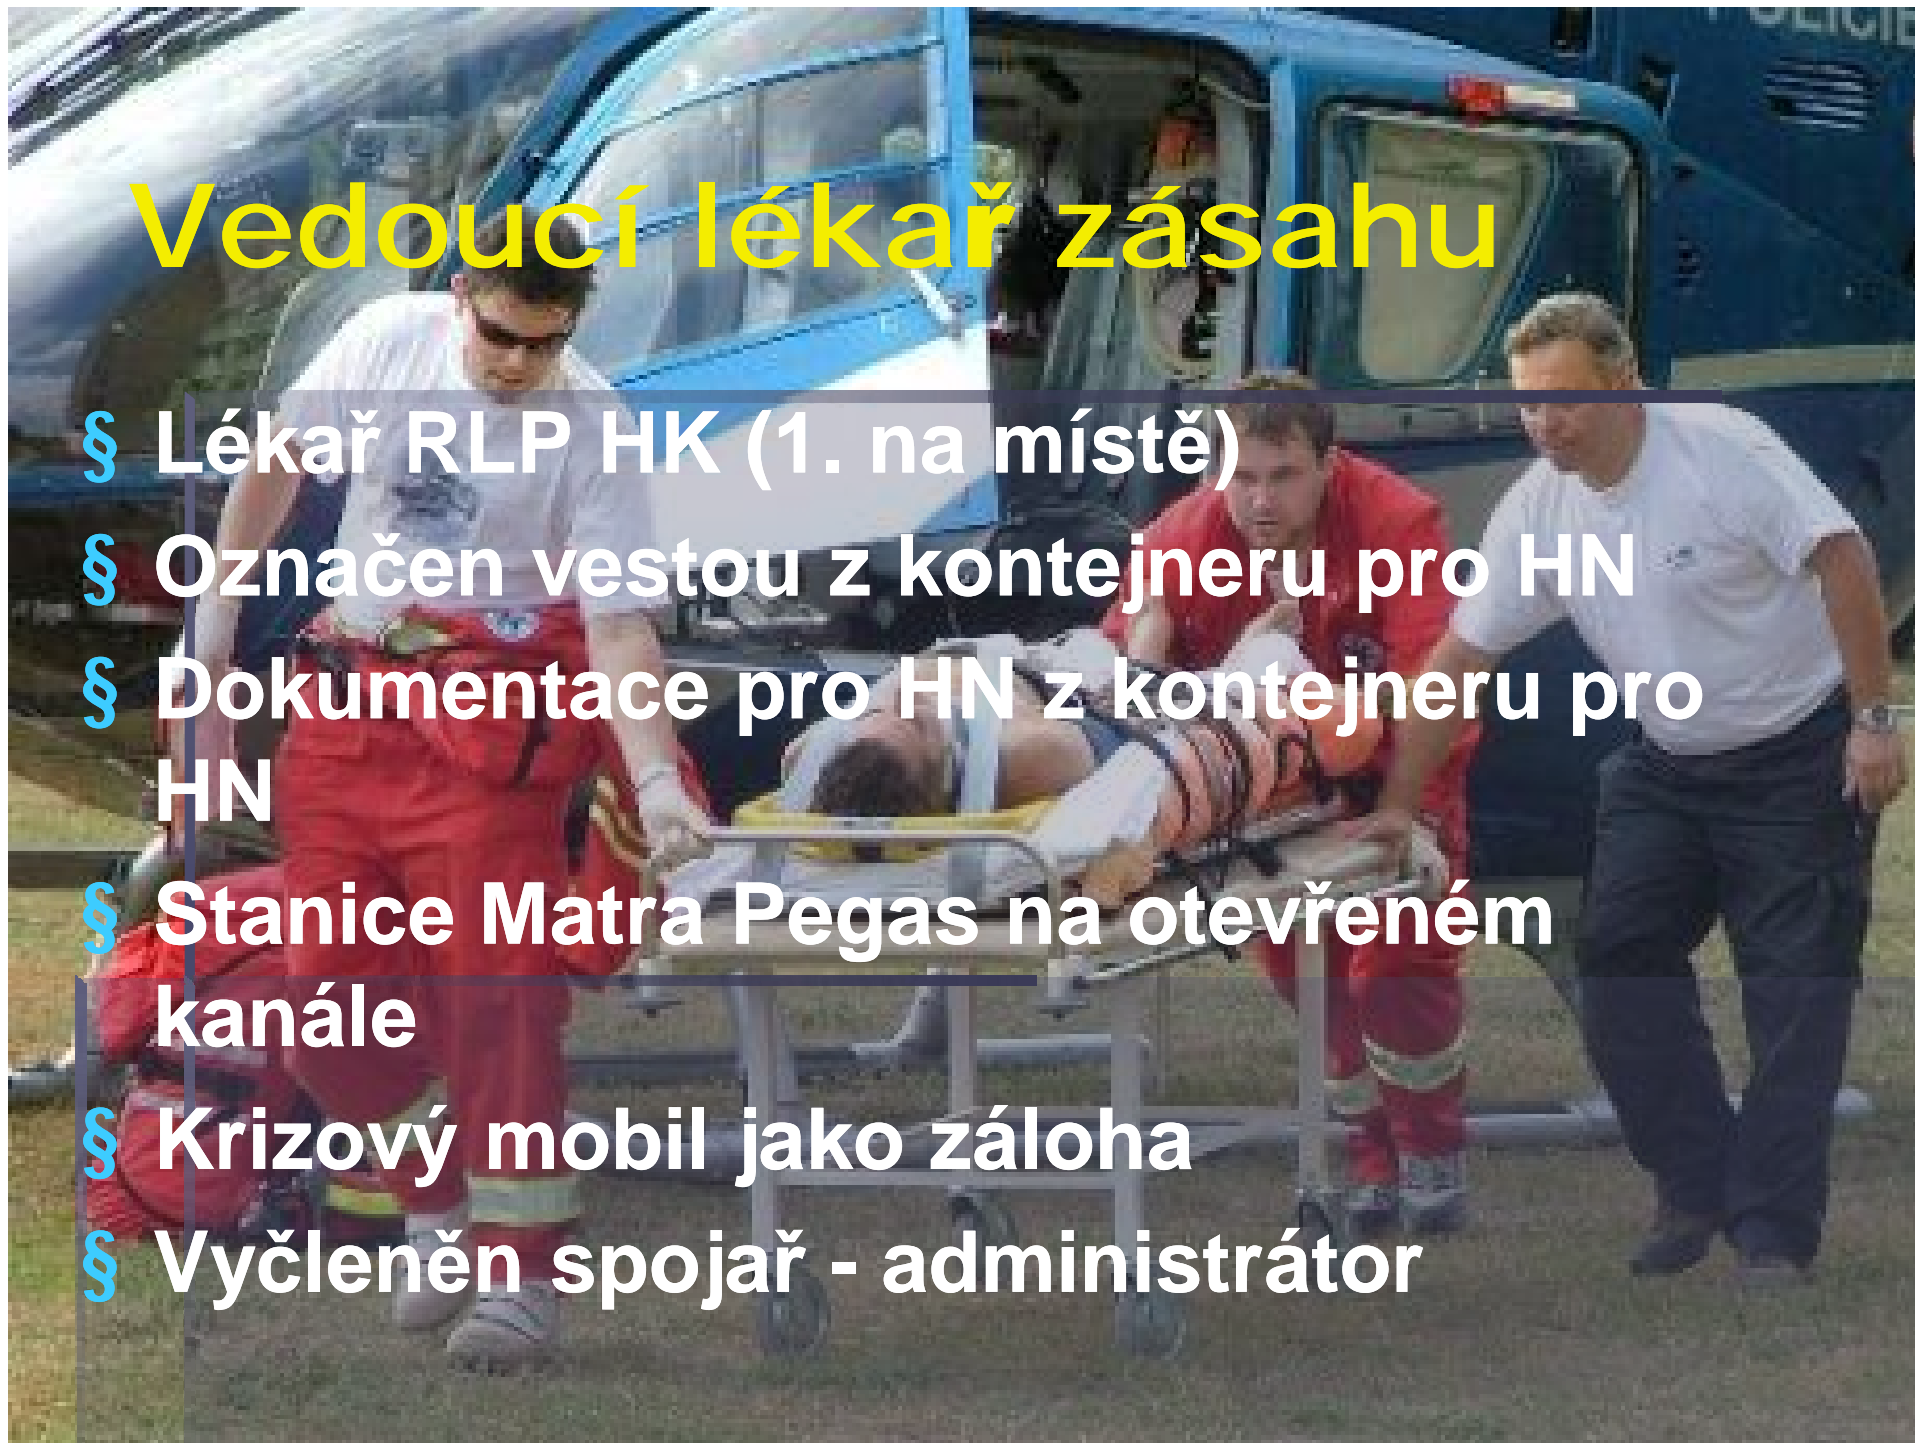 Vedoucí lékař zásahu
§ Lékař RLP HK (1. na místě)
§ Označen vestou z kontejneru pro HN
§ Dokumentace pro HN z kontejneru pro
HN
§ Stanice Matra Pegas na otevřeném
kanále
§ Krizový mobil jako záloha
§ Vyčleněn spojař - administrátor